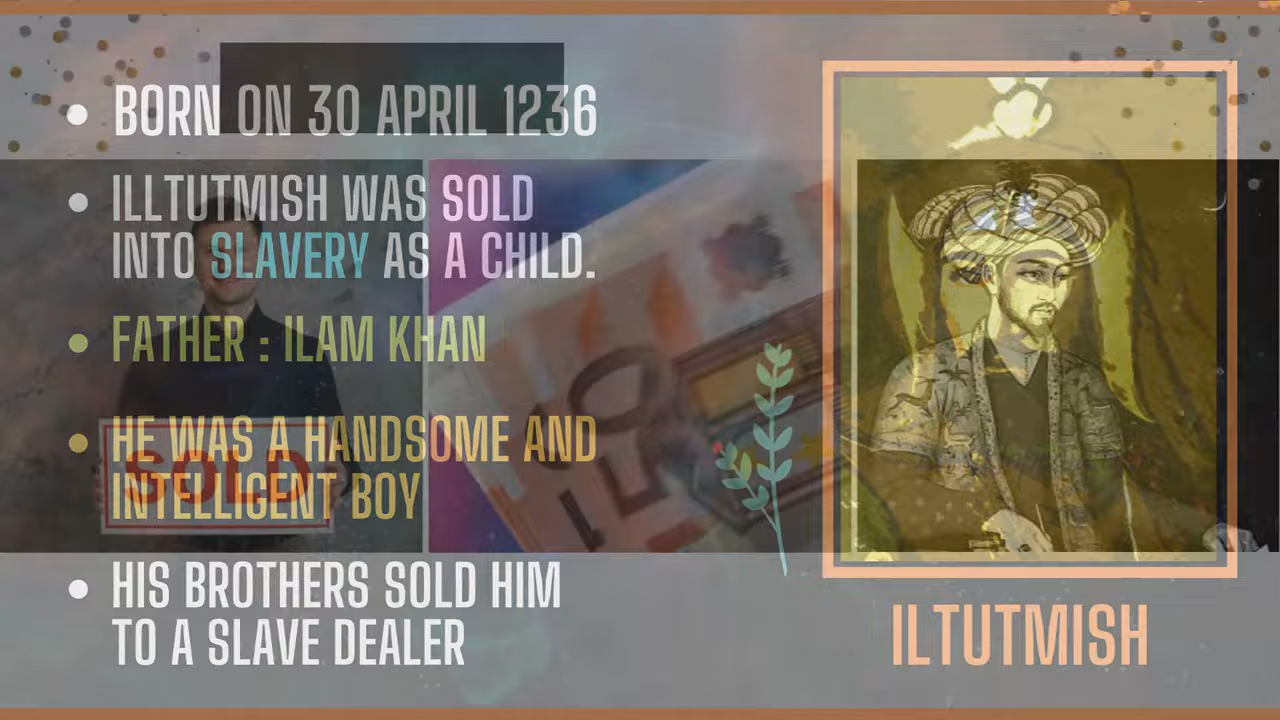 BORN ON 30 APRIL 1236
ILLTUTMISH WAS SOLD
INTO SLAVERY AS A CHILD.
FATHER : ILAM KHAN
HE WAS A HANDSOME AND
INTELLIGENT BOY
SOLD
HIS BROTHERS SOLD HIM
TO A SLAVE DEALER
ILTUTMISH